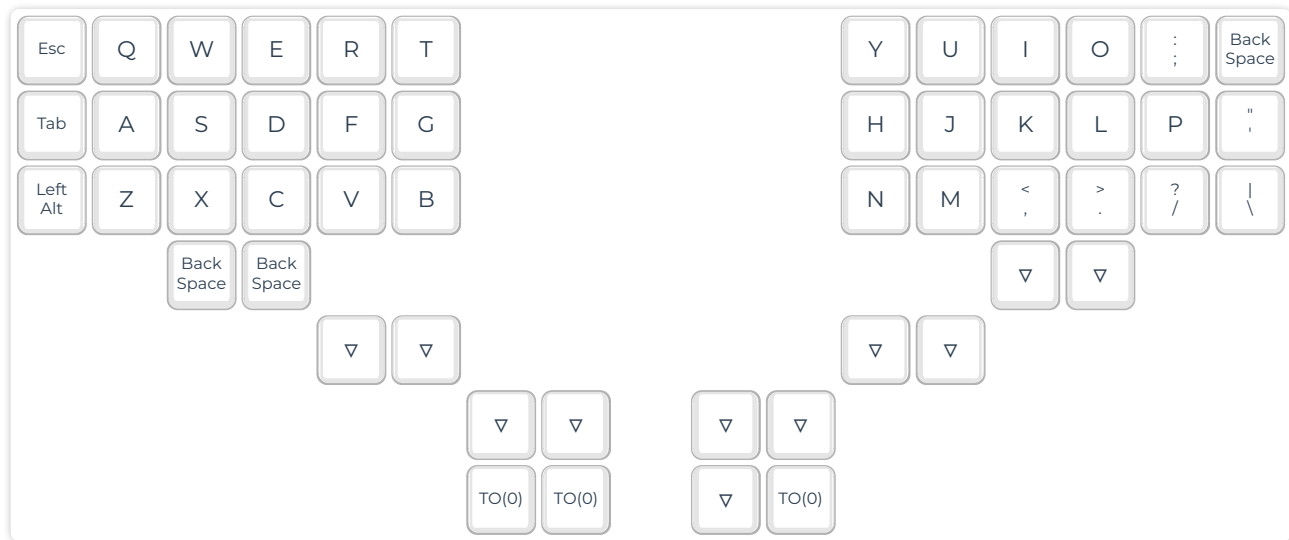 Esc Q W E R T Y U I O : ; Back Space
Tab A S D F G H J K L P " '
Left Alt Z X C V B N M < , > . ? / | \
Back Space Back Space ▽ ▽
▽ ▽ ▽ ▽
▽ ▽ ▽ ▽
TO(0) TO(0) ▽ TO(0)